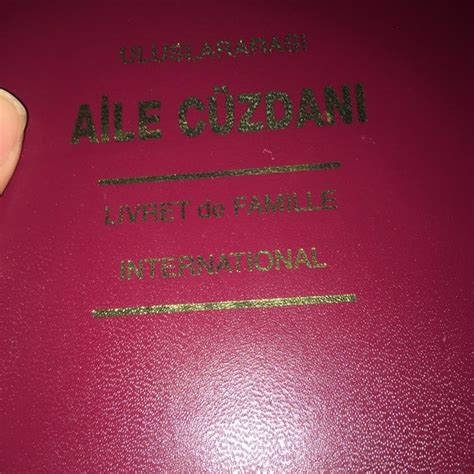 ULUSLARARASI
AİLE CÜZDANI
LIVRET de FAMILLE
INTERNATIONAL